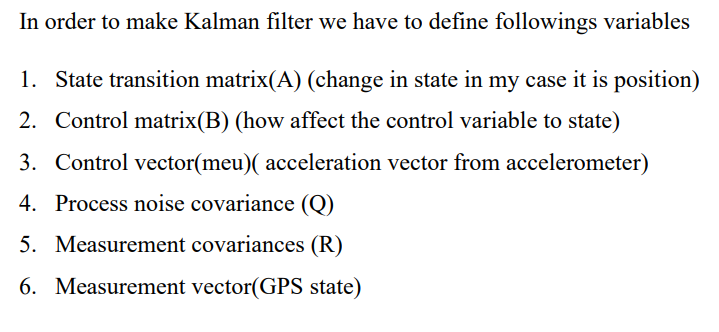 In order to make Kalman filter we have to define followings variables
1. State transition matrix(A) (change in state in my case it is position)
2. Control matrix(B) (how affect the control variable to state)
3. Control vector(meu)( acceleration vector from accelerometer)
4. Process noise covariance (Q)
5. Measurement covariances (R)
6. Measurement vector(GPS state)